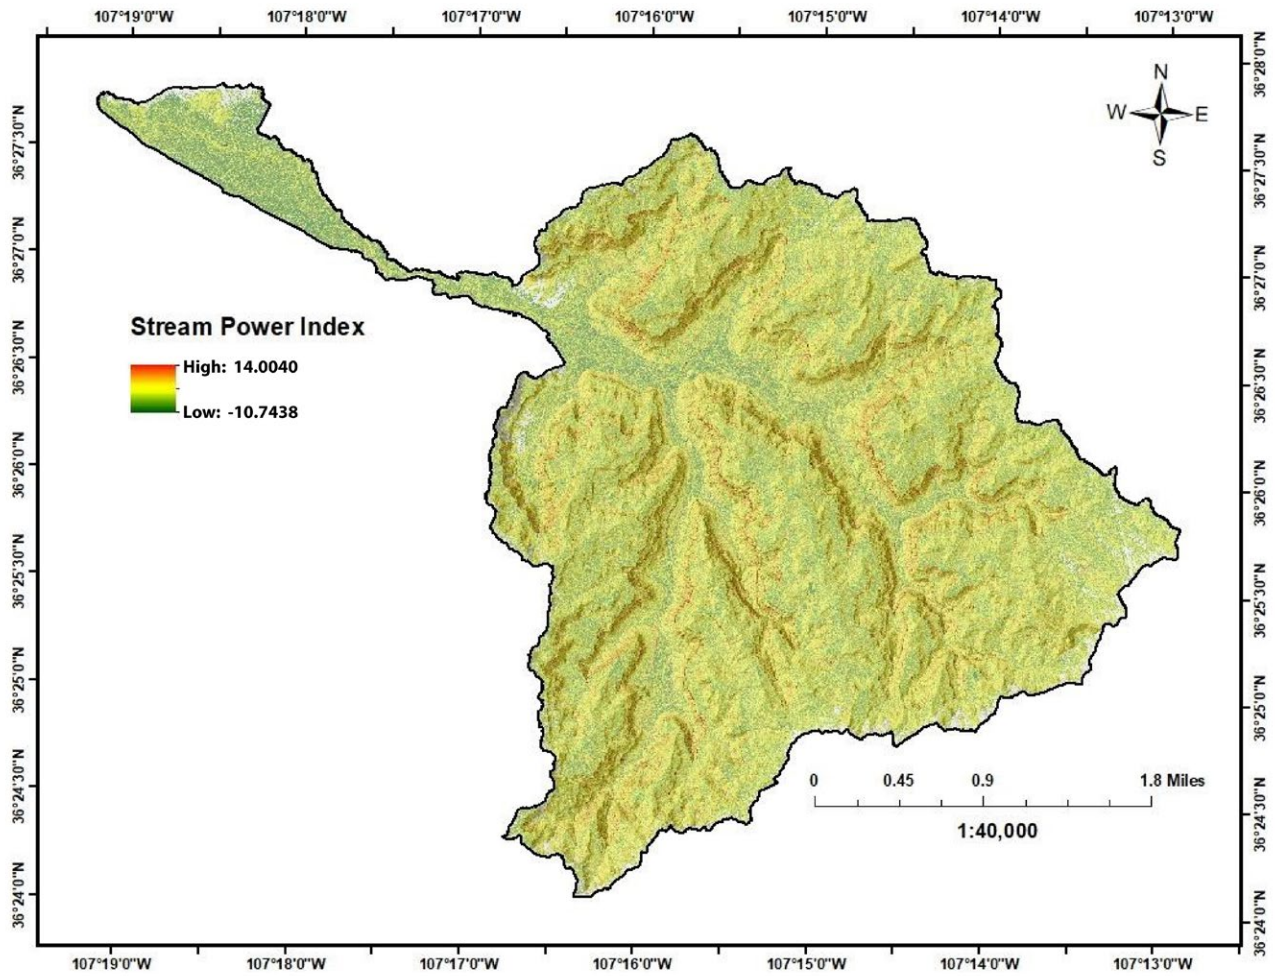 107°19'0"W 107°18'0"W 107°17'0"W 107°16'0"W 107°15'0"W 107°14'0"W 107°13'0"W
N
W E
S
36°27'30"N
36°27'0"N
36°26'30"N
36°26'0"N
36°25'30"N
36°25'0"N
36°24'30"N
36°24'0"N
Stream Power Index
High: 14.0040
Low: -10.7438
36°28'0"N
36°27'30"N
36°27'0"N
36°26'30"N
36°26'0"N
36°25'30"N
36°25'0"N
36°24'30"N
36°24'0"N
0 0.45 0.9 1.8 Miles
1:40,000
107°19'0"W 107°18'0"W 107°17'0"W 107°16'0"W 107°15'0"W 107°14'0"W 107°13'0"W